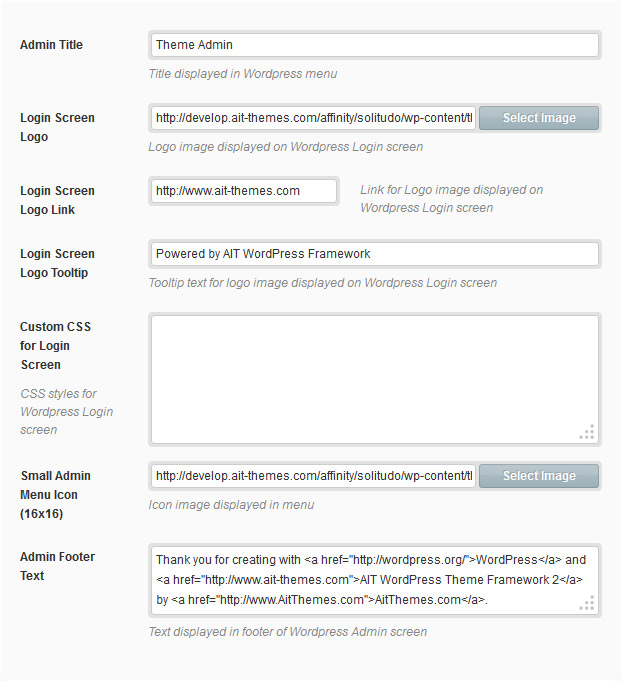 Admin Title
Theme Admin
Title displayed in Wordpress menu
Login Screen
Logo
http://develop.ait-themes.com/affinity/solitudo/wp-content/tl
Select Image
Logo image displayed on Wordpress Login screen
Login Screen
Logo Link
http://www.ait-themes.com
Link for Logo image displayed on
Wordpress Login screen
Login Screen
Logo Tooltip
Powered by AIT WordPress Framework
Tooltip text for logo image displayed on Wordpress Login screen
Custom CSS
for Login
Screen
CSS styles for
Wordpress Login
screen
Small Admin
Menu Icon
(16x16)
http://develop.ait-themes.com/affinity/solitudo/wp-content/tl
Select Image
Icon image displayed in menu
Admin Footer
Text
Thank you for creating with <a href="http://wordpress.org/">WordPress</a> and
<a href="http://www.ait-themes.com">AIT WordPress Theme Framework 2</a>
by <a href="http://www.AitThemes.com">AitThemes.com</a>.
Text displayed in footer of Wordpress Admin screen